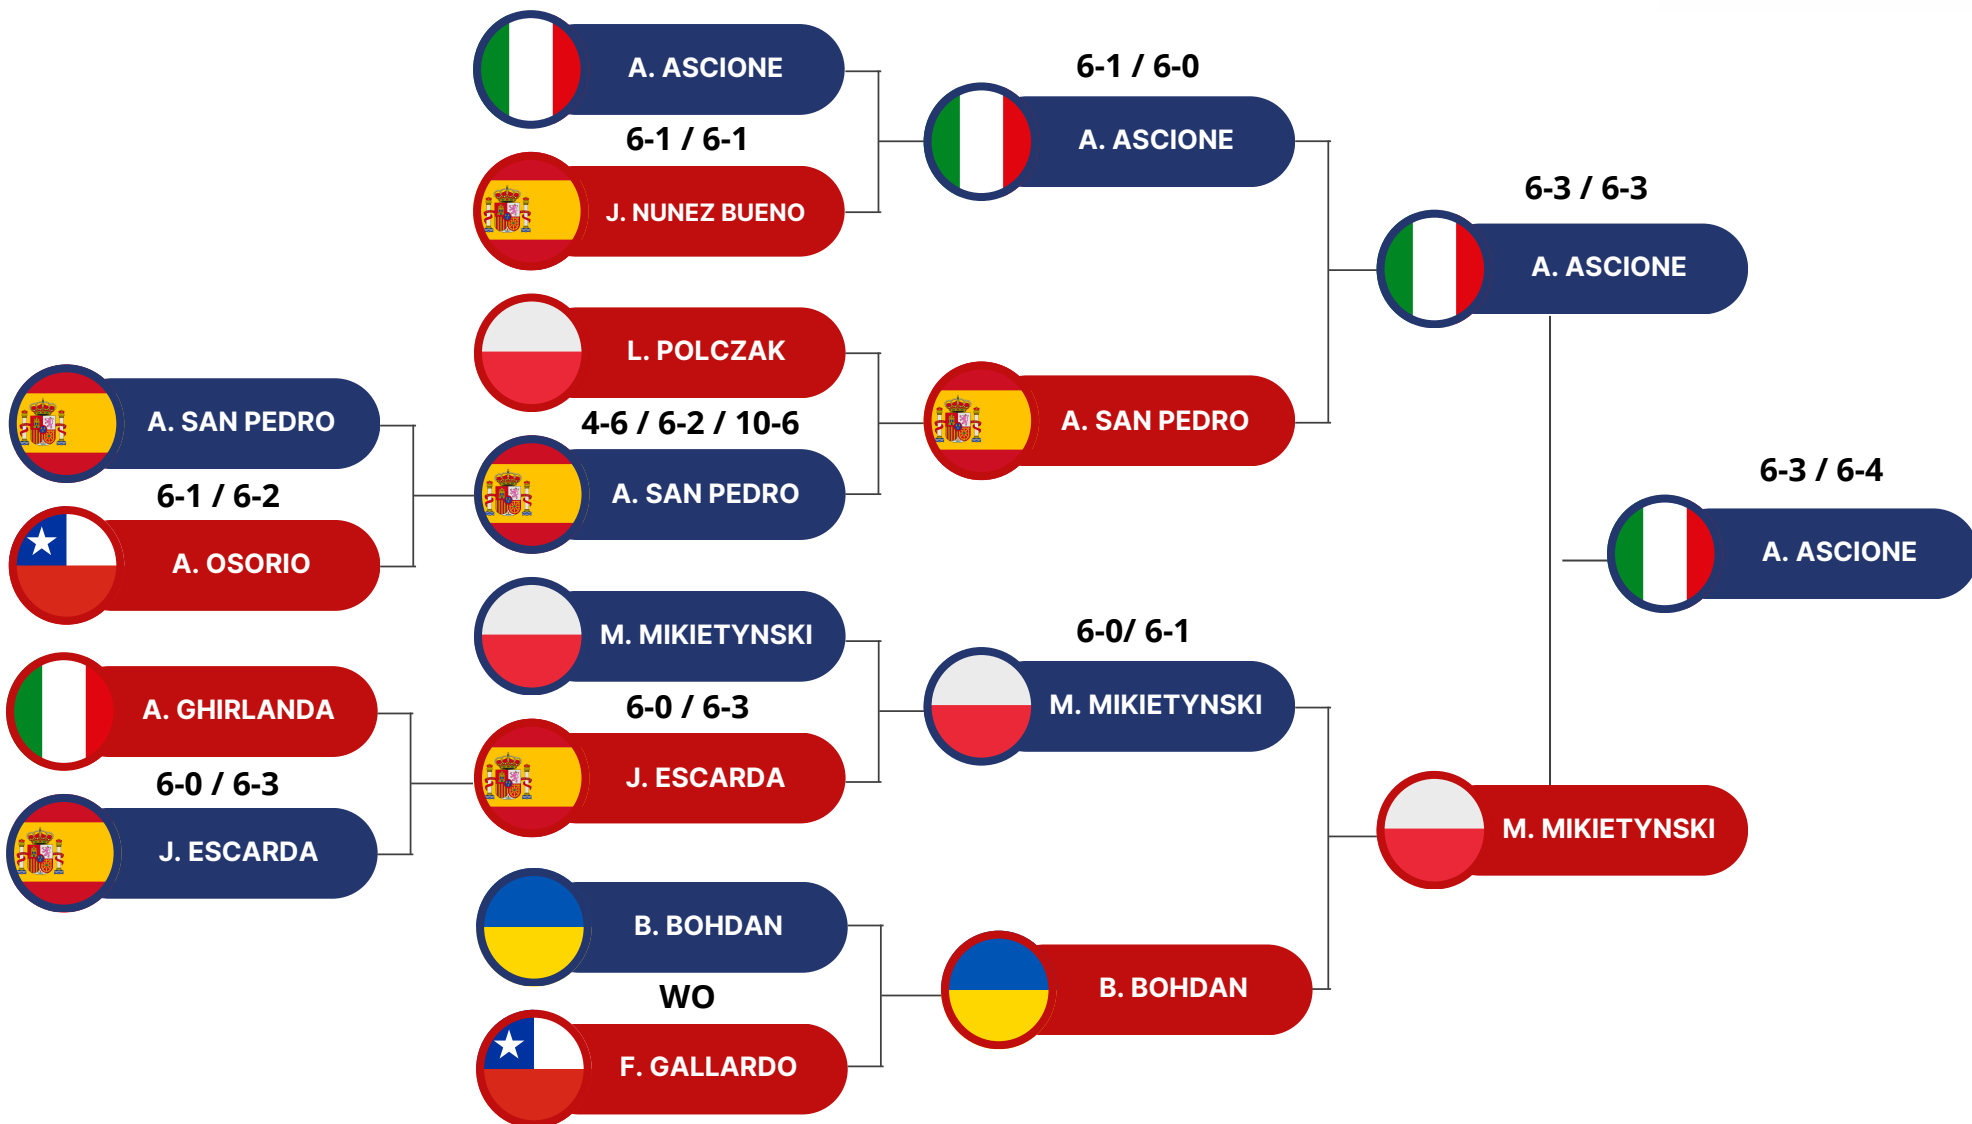 A. SAN PEDRO
6-1 / 6-2
A. OSORIO
A. GHIRLANDA
6-0 / 6-3
J. ESCARDA
A. ASCIONE
6-1 / 6-1
J. NUNEZ BUENO
L. POLCZAK
4-6 / 6-2 / 10-6
A. SAN PEDRO
M. MIKIETYNSKI
6-0 / 6-3
J. ESCARDA
B. BOHDAN
WO
F. GALLARDO
6-1 / 6-0
A. ASCIONE
A. SAN PEDRO
6-0/ 6-1
M. MIKIETYNSKI
B. BOHDAN
6-3 / 6-3
A. ASCIONE
M. MIKIETYNSKI
6-3 / 6-4
A. ASCIONE